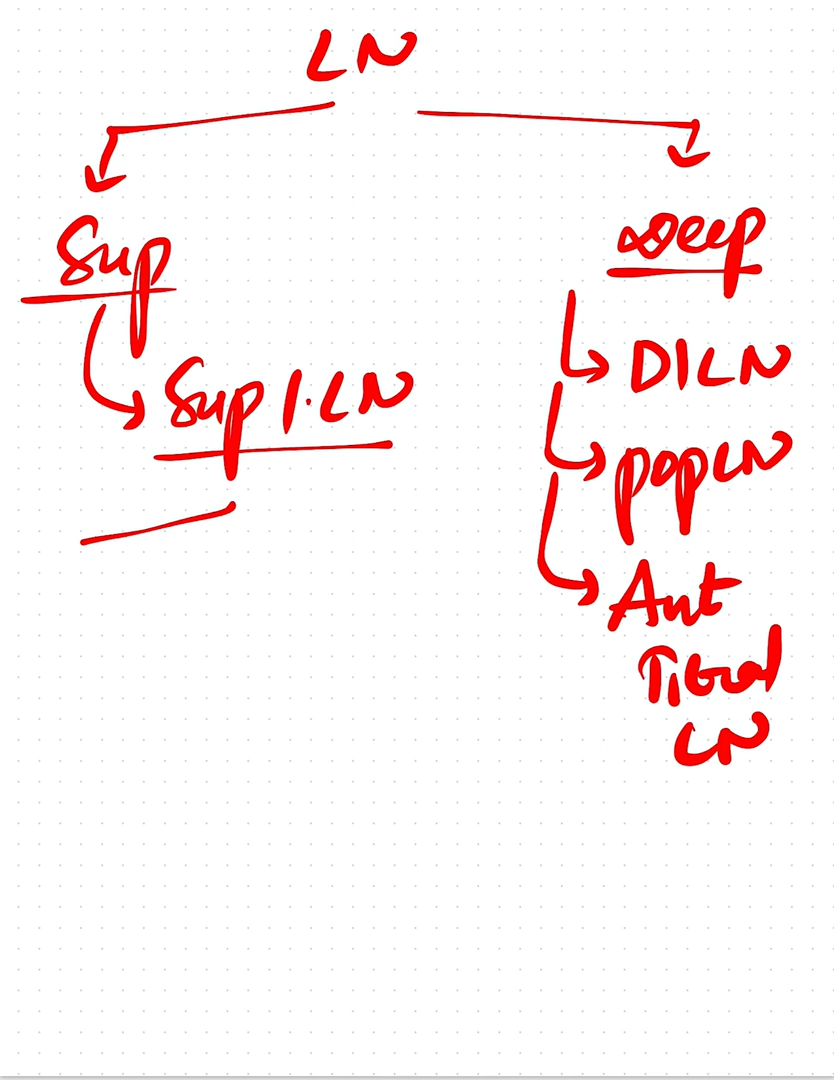 LN
Sup
Deep
Sup I.LN
DILN
POPLN
Ant
Tibial
LN